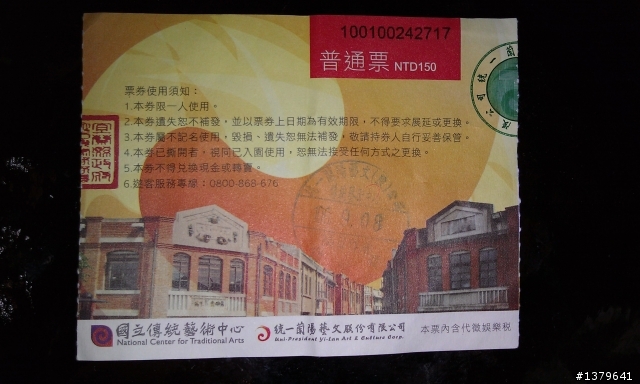 100100242717
普通票 NTD150
票券使用須知：
1.本券限一人使用。
2.本券遺失恕不補發，並以票券上日期為有效期限，不得要求展延或更換。
3.本券屬不記名使用，毀損、遺失恕無法補發，敬請持券人自行妥善保管。
4.本券已撕開者，視同已入園使用，恕無法接受任何方式之更換。
5.本券不得兌換現金或轉賣。
6.遊客服務專線：0800-868-676
國立傳統藝術中心
National Center for Traditional Arts
統一蘭陽藝文股份有限公司
Uni-President Yi-Lan Art & Culture Corp.
本票內含代徵娛樂稅
#1379641